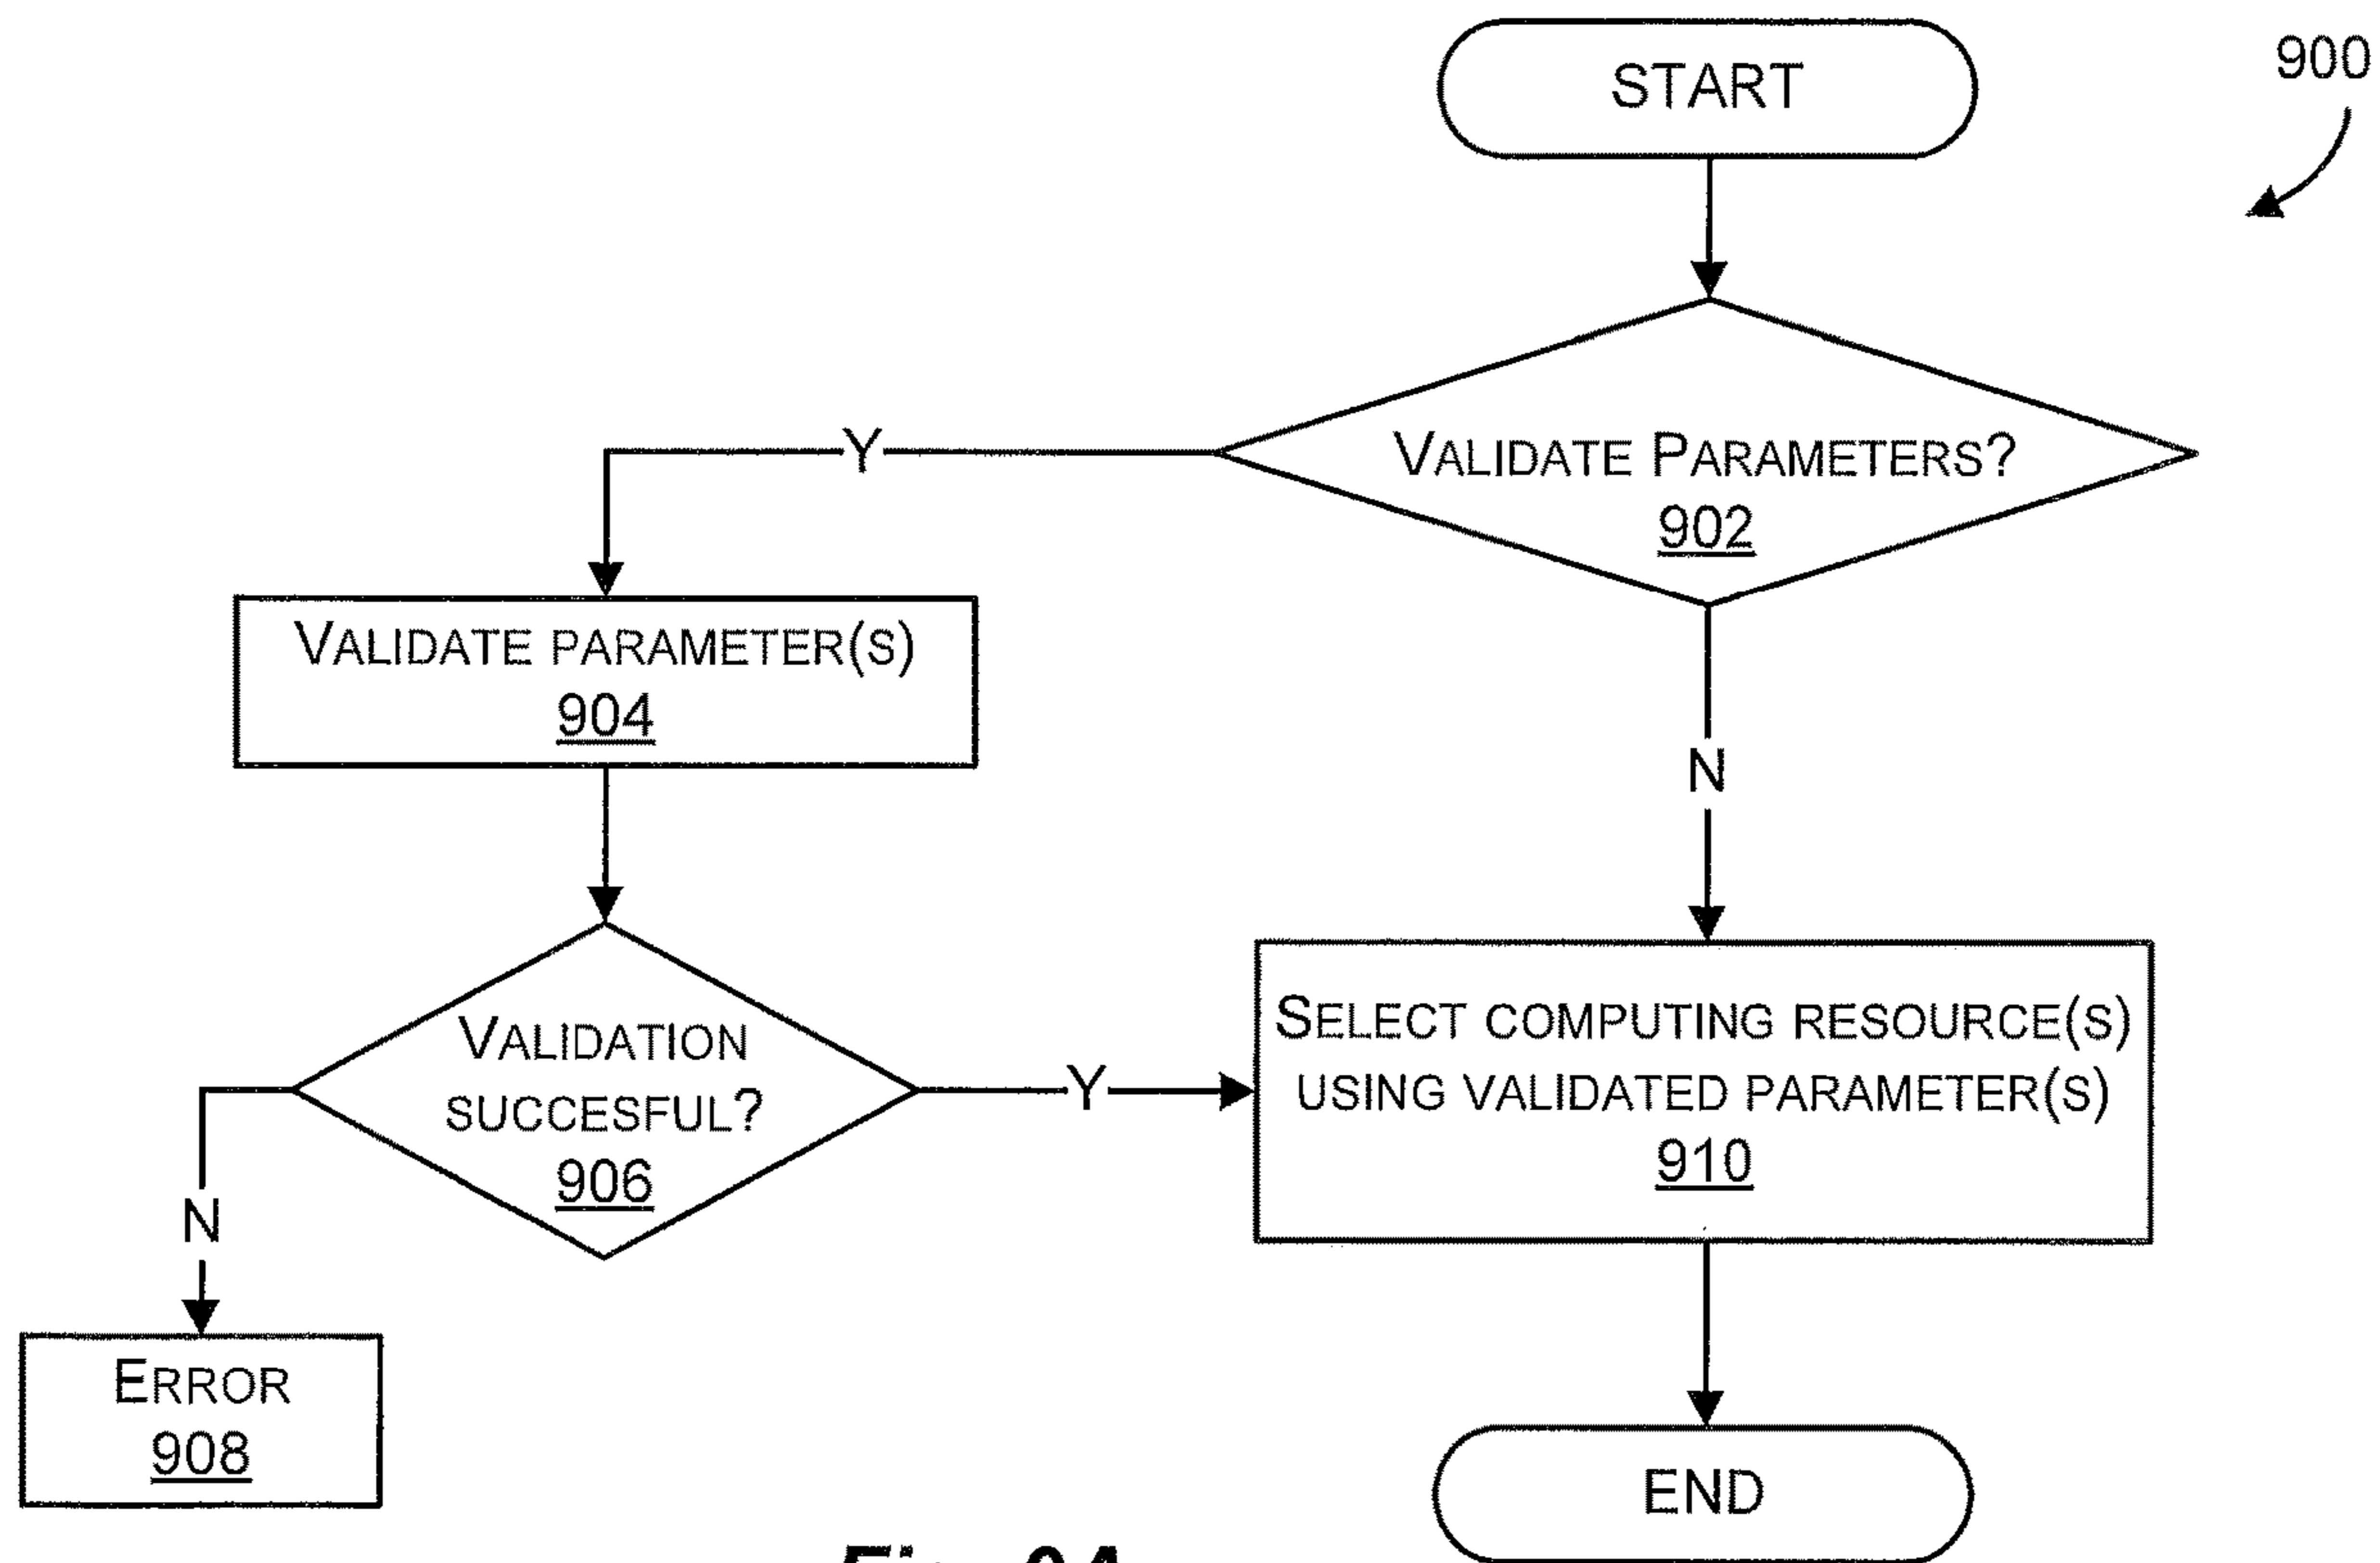 START
900
VALIDATE PARAMETERS?
902
Y
VALIDATE PARAMETER(S)
904
N
VALIDATION
SUCCESFUL?
906
Y
SELECT COMPUTING RESOURCE(S)
USING VALIDATED PARAMETER(S)
910
N
ERROR
908
END